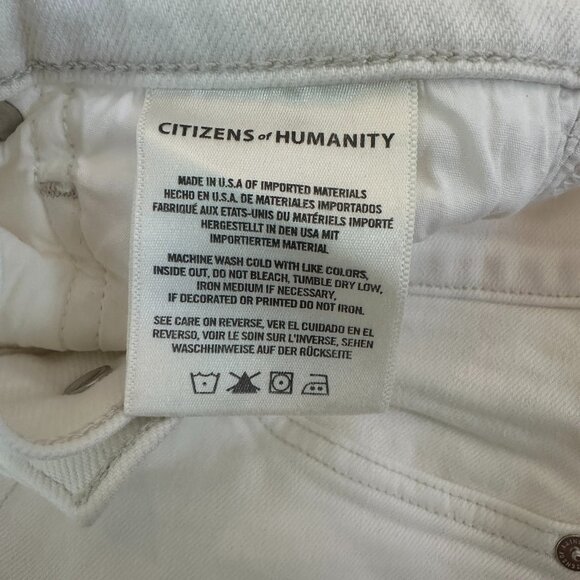 CITIZENS of HUMANITY
MADE IN U.S.A OF IMPORTED MATERIALS
HECHO EN U.S.A. DE MATERIALES IMPORTADOS
FABRIQUÉ AUX ETATS-UNIS DU MATÉRIELS IMPORTÉ
HERGESTELLT IN DEN USA MIT
IMPORTIERTEM MATERIAL
MACHINE WASH COLD WITH LIKE COLORS,
INSIDE OUT, DO NOT BLEACH, TUMBLE DRY LOW,
IRON MEDIUM IF NECESSARY,
IF DECORATED OR PRINTED DO NOT IRON.
SEE CARE ON REVERSE, VER EL CUIDADO EN EL
REVERSO, VOIR LE SOIN SUR L'INVERSE, SEHEN
WASCHHINWEISE AUF DER RÜCKSEITE